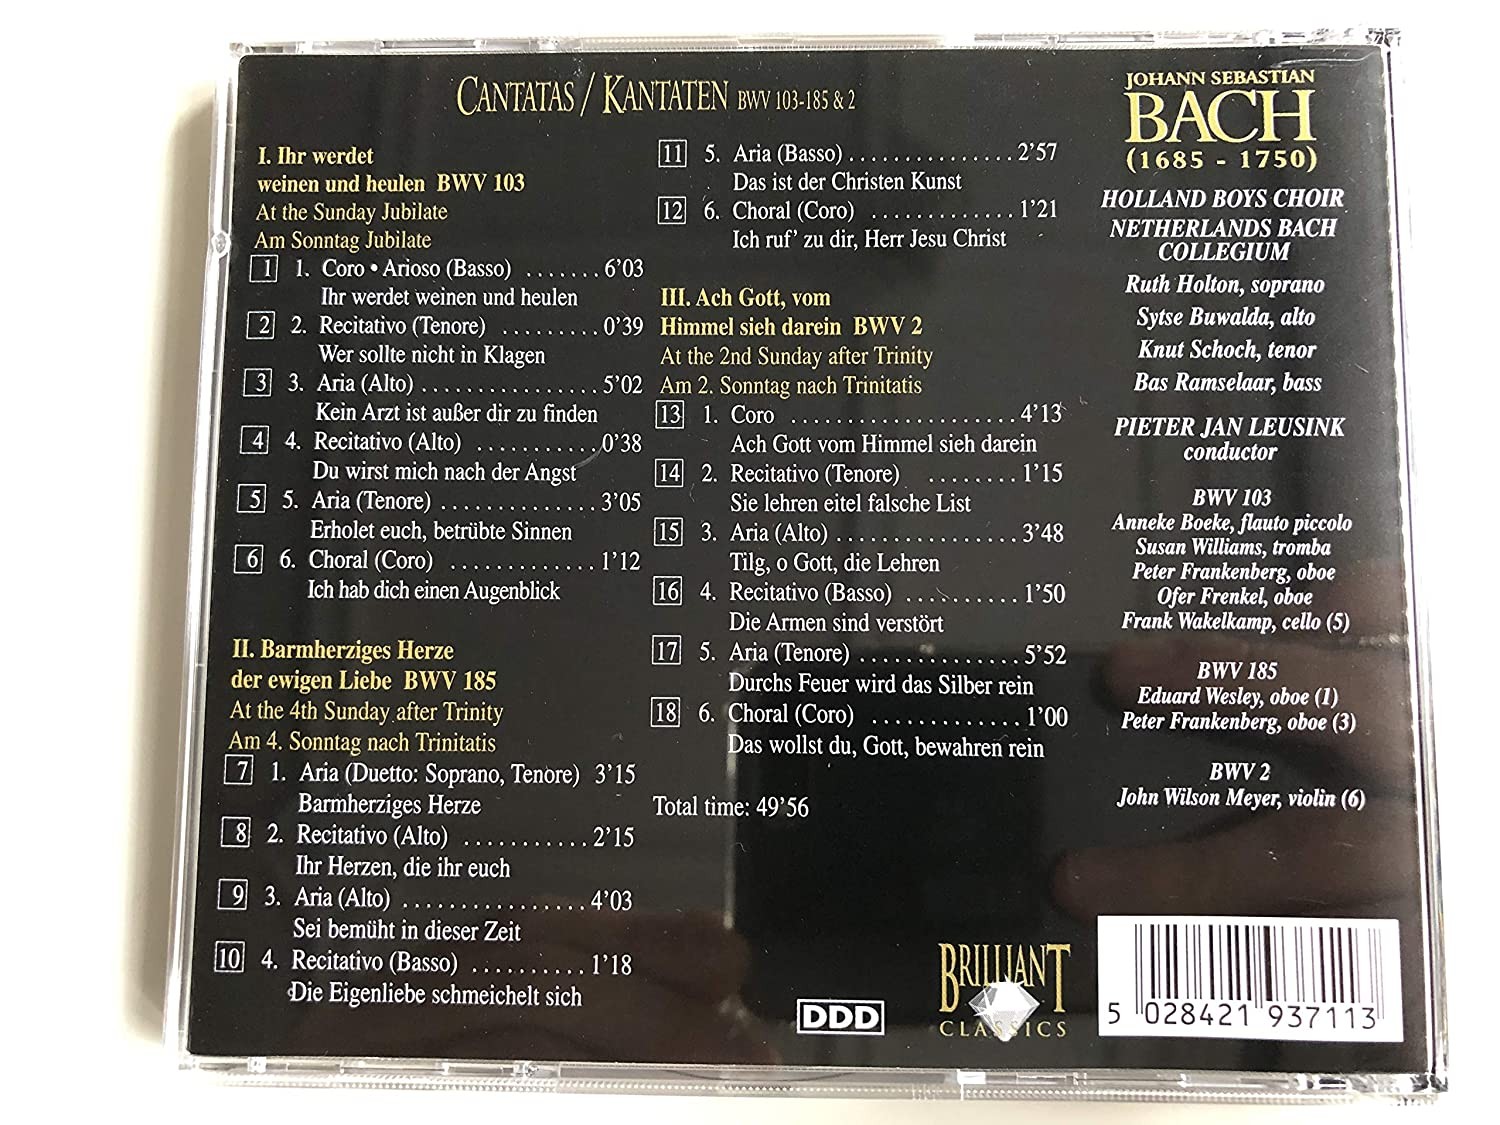 CANTATAS / KANTATEN BWV 103-185 & 2
I. Ihr werdet
weinen und heulen BWV 103
At the Sunday Jubilate
Am Sonntag Jubilate
1 1. Coro • Arioso (Basso) ....... 6'03
Ihr werdet weinen und heulen
2 2. Recitativo (Tenore) ......... 0'39
Wer sollte nicht in Klagen
3 3. Aria (Alto) ................ 5'02
Kein Arzt ist außer dir zu finden
4 4. Recitativo (Alto) ........... 0'38
Du wirst mich nach der Angst
5 5. Aria (Tenore) .............. 3'05
Erholet euch, betrübte Sinnen
6 6. Choral (Coro) ............. 1'12
Ich hab dich einen Augenblick
II. Barmherziges Herze
der ewigen Liebe BWV 185
At the 4th Sunday after Trinity
Am 4. Sonntag nach Trinitatis
7 1. Aria (Duetto: Soprano, Tenore) 3'15
Barmherziges Herze
8 2. Recitativo (Alto) ........... 2'15
Ihr Herzen, die ihr euch
9 3. Aria (Alto) ................ 4'03
Sei bemüht in dieser Zeit
10 4. Recitativo (Basso) .......... 1'18
Die Eigenliebe schmeichelt sich
11 5. Aria (Basso) ............... 2'57
Das ist der Christen Kunst
12 6. Choral (Coro) ............. 1'21
Ich ruf' zu dir, Herr Jesu Christ
III. Ach Gott, vom
Himmel sieh darein BWV 2
At the 2nd Sunday after Trinity
Am 2. Sonntag nach Trinitatis
13 1. Coro .................... 4'13
Ach Gott vom Himmel sieh darein
14 2. Recitativo (Tenore) ........ 1'15
Sie lehren eitel falsche List
15 3. Aria (Alto) ................ 3'48
Tilg, o Gott, die Lehren
16 4. Recitativo (Basso) .......... 1'50
Die Armen sind verstört
17 5. Aria (Tenore) .............. 5'52
Durchs Feuer wird das Silber rein
18 6. Choral (Coro) ............. 1'00
Das wollst du, Gott, bewahren rein
Total time: 49'56
JOHANN SEBASTIAN
BACH
(1685 - 1750)
HOLLAND BOYS CHOIR
NETHERLANDS BACH
COLLEGIUM
Ruth Holton, soprano
Sytse Buwalda, alto
Knut Schoch, tenor
Bas Ramselaar, bass
PIETER JAN LEUSINK
conductor
BWV 103
Anneke Boeke, flauto piccolo
Susan Williams, tromba
Peter Frankenberg, oboe
Ofer Frenkel, oboe
Frank Wakelkamp, cello (5)
BWV 185
Eduard Wesley, oboe (1)
Peter Frankenberg, oboe (3)
BWV 2
John Wilson Meyer, violin (6)
DDD
BRILLIANT
CLASSICS
5 028421 937113